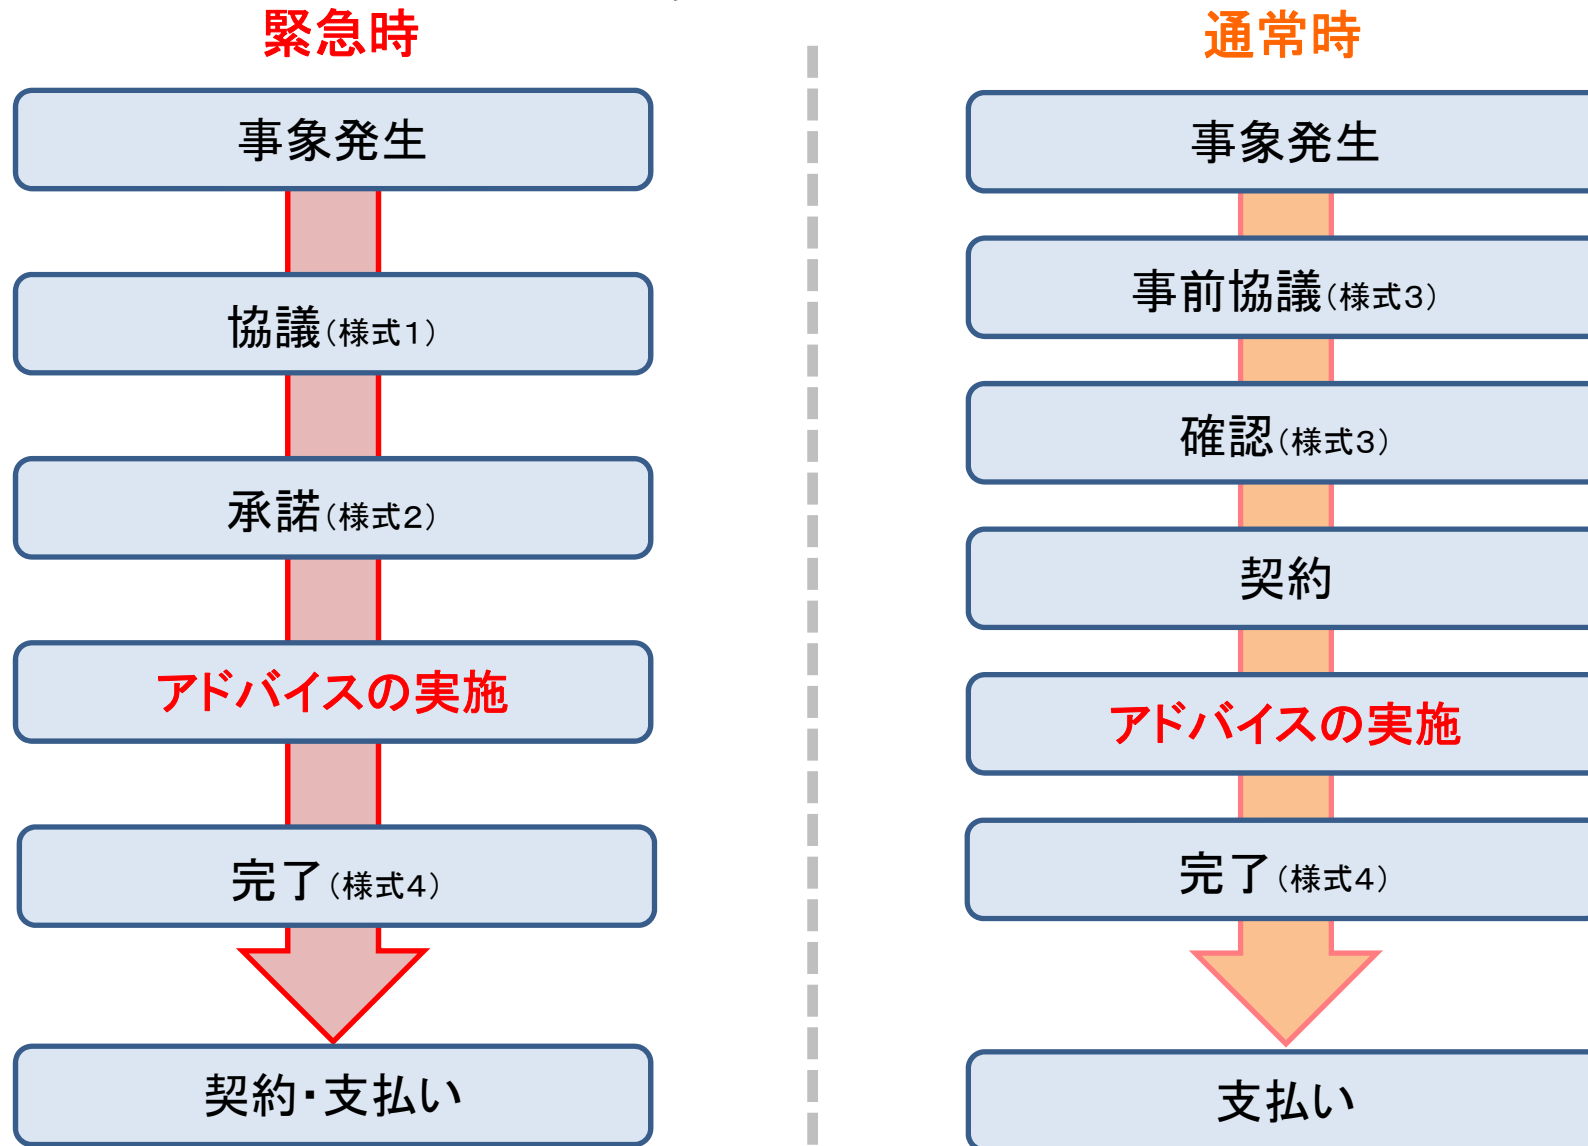 緊急時
事象発生
協議(様式1)
承諾(様式2)
アドバイスの実施
完了(様式4)
契約・支払い
通常時
事象発生
事前協議(様式3)
確認(様式3)
契約
アドバイスの実施
完了(様式4)
支払い